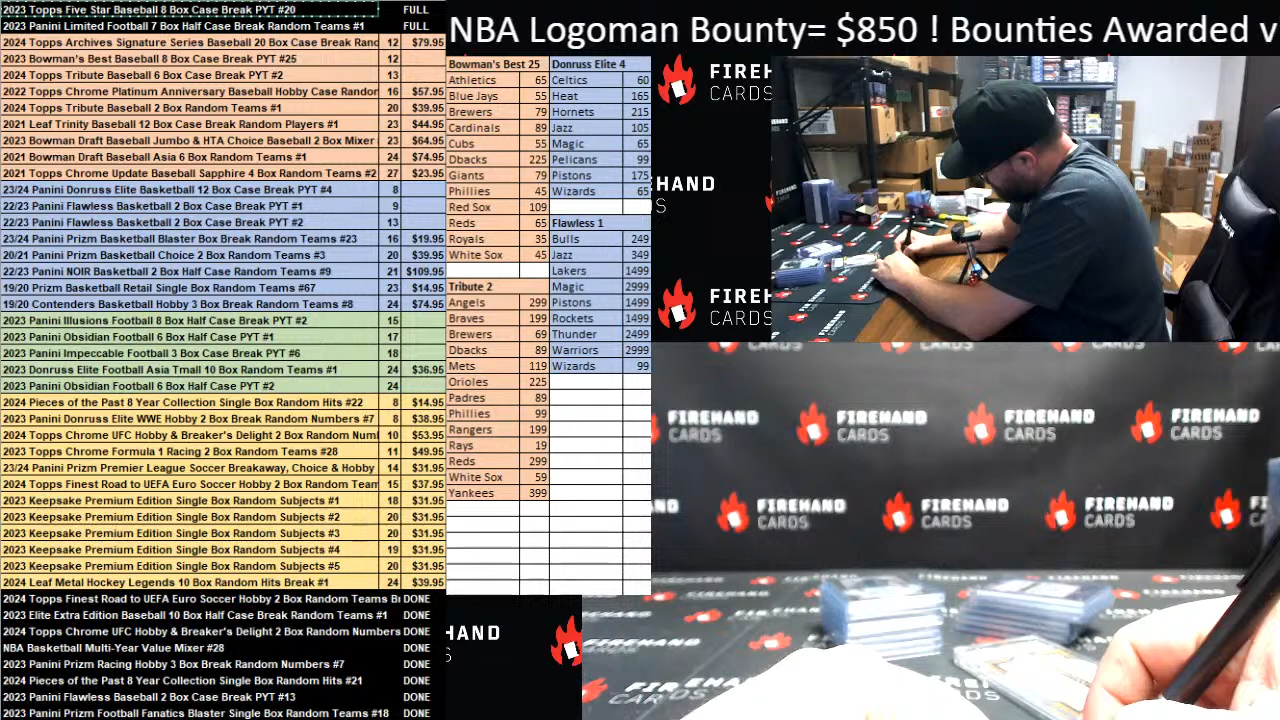 NBA Logoman Bounty= $850 ! Bounties Awarded v
2023 Topps Five Star Baseball 8 Box Case Break PYT #20 FULL
2023 Panini Limited Football 7 Box Half Case Random Teams #1 FULL
2024 Topps Archives Signature Series Baseball 20 Box Case Break Ranc 12 $79.95
2023 Bowman's Best Baseball 8 Box Case Break PYT #25 12
2024 Topps Tribute Baseball 6 Box Case Break PYT #2 13
2022 Topps Chrome Platinum Anniversary Baseball Hobby Case Randor 16 $57.95
2024 Topps Tribute Baseball 2 Box Random Teams #1 20 $39.95
2021 Leaf Trinity Baseball 12 Box Case Break Random Players #1 23 $44.95
2023 Bowman Draft Baseball Jumbo & HTA Choice Baseball 2 Box Mixer 23 $64.95
2021 Bowman Draft Baseball Asia 6 Box Random Teams #1 24 $74.95
2021 Topps Chrome Update Baseball Sapphire 4 Box Random Teams #2 27 $23.95
23/24 Panini Donruss Elite Basketball 12 Box Case Break PYT #4 8
22/23 Panini Flawless Basketball 2 Box Case Break PYT #1 9
22/23 Panini Flawless Basketball 2 Box Case Break PYT #2 13
23/24 Panini Prizm Basketball Blaster Box Break Random Teams #23 16 $19.95
20/21 Panini Prizm Basketball Choice 2 Box Random Teams #3 20 $39.95
22/23 Panini NOIR Basketball 2 Box Half Case Random Teams #9 21 $109.95
19/20 Prizm Basketball Retail Single Box Random Teams #67 23 $14.95
19/20 Contenders Basketball Hobby 3 Box Break Random Teams #8 24 $74.95
2023 Panini Illusions Football 8 Box Half Case Break PYT #2 15
2023 Panini Obsidian Football 6 Box Half Case PYT #1 17
2023 Panini Impeccable Football 3 Box Case Break PYT #6 18
2023 Donruss Elite Football Asia Tmall 10 Box Random Teams #1 24 $36.95
2023 Panini Obsidian Football 6 Box Half Case PYT #2 24
2024 Pieces of the Past 8 Year Collection Single Box Random Hits #22 8 $14.95
2023 Panini Donruss Elite WWE Hobby 2 Box Break Random Numbers #7 8 $38.95
2024 Topps Chrome UFC Hobby & Breaker's Delight 2 Box Random Numl 10 $53.95
2023 Topps Chrome Formula 1 Racing 2 Box Random Teams #28 11 $49.95
23/24 Panini Prizm Premier League Soccer Breakaway, Choice & Hobby 14 $31.95
2024 Topps Finest Road to UEFA Euro Soccer Hobby 2 Box Random Team 15 $37.95
2023 Keepsake Premium Edition Single Box Random Subjects #1 18 $31.95
2023 Keepsake Premium Edition Single Box Random Subjects #2 20 $31.95
2023 Keepsake Premium Edition Single Box Random Subjects #3 20 $31.95
2023 Keepsake Premium Edition Single Box Random Subjects #4 19 $31.95
2023 Keepsake Premium Edition Single Box Random Subjects #5 20 $31.95
2024 Leaf Metal Hockey Legends 10 Box Random Hits Break #1 24 $39.95
2024 Topps Finest Road to UEFA Euro Soccer Hobby 2 Box Random Teams Bi DONE
2023 Elite Extra Edition Baseball 10 Box Half Case Break Random Teams #1 DONE
2024 Topps Chrome UFC Hobby & Breaker's Delight 2 Box Random Numbers DONE
NBA Basketball Multi-Year Value Mixer #28 DONE
2023 Panini Prizm Racing Hobby 3 Box Break Random Numbers #7 DONE
2024 Pieces of the Past 8 Year Collection Single Box Random Hits #21 DONE
2023 Panini Flawless Baseball 2 Box Case Break PYT #13 DONE
2023 Panini Prizm Football Fanatics Blaster Single Box Random Teams #18 DONE
Bowman's Best 25
Athletics 65
Blue Jays 55
Brewers 79
Cardinals 89
Cubs 55
Dbacks 225
Giants 79
Phillies 45
Red Sox 109
Reds 65
Royals 35
White Sox 45
Tribute 2
Angels 299
Braves 199
Brewers 69
Dbacks 89
Mets 119
Orioles 225
Padres 89
Phillies 99
Rangers 199
Rays 19
Reds 299
White Sox 59
Yankees 399
Donruss Elite 4
Celtics 60
Heat 165
Hornets 215
Jazz 105
Magic 65
Pelicans 99
Pistons 175
Wizards 65
Flawless 1
Bulls 249
Jazz 349
Lakers 1499
Magic 2999
Pistons 1499
Rockets 1499
Thunder 2499
Warriors 2999
Wizards 99
FIREH
CARDS
HAND
S
FIREH
CARDS
HAND
S
FIREHAND
CARDS
FIREHAND
CARDS
FIREHAND
CARDS
FIREHAND
CARDS
FIREHAND
CARDS
FIREHAND
CARDS